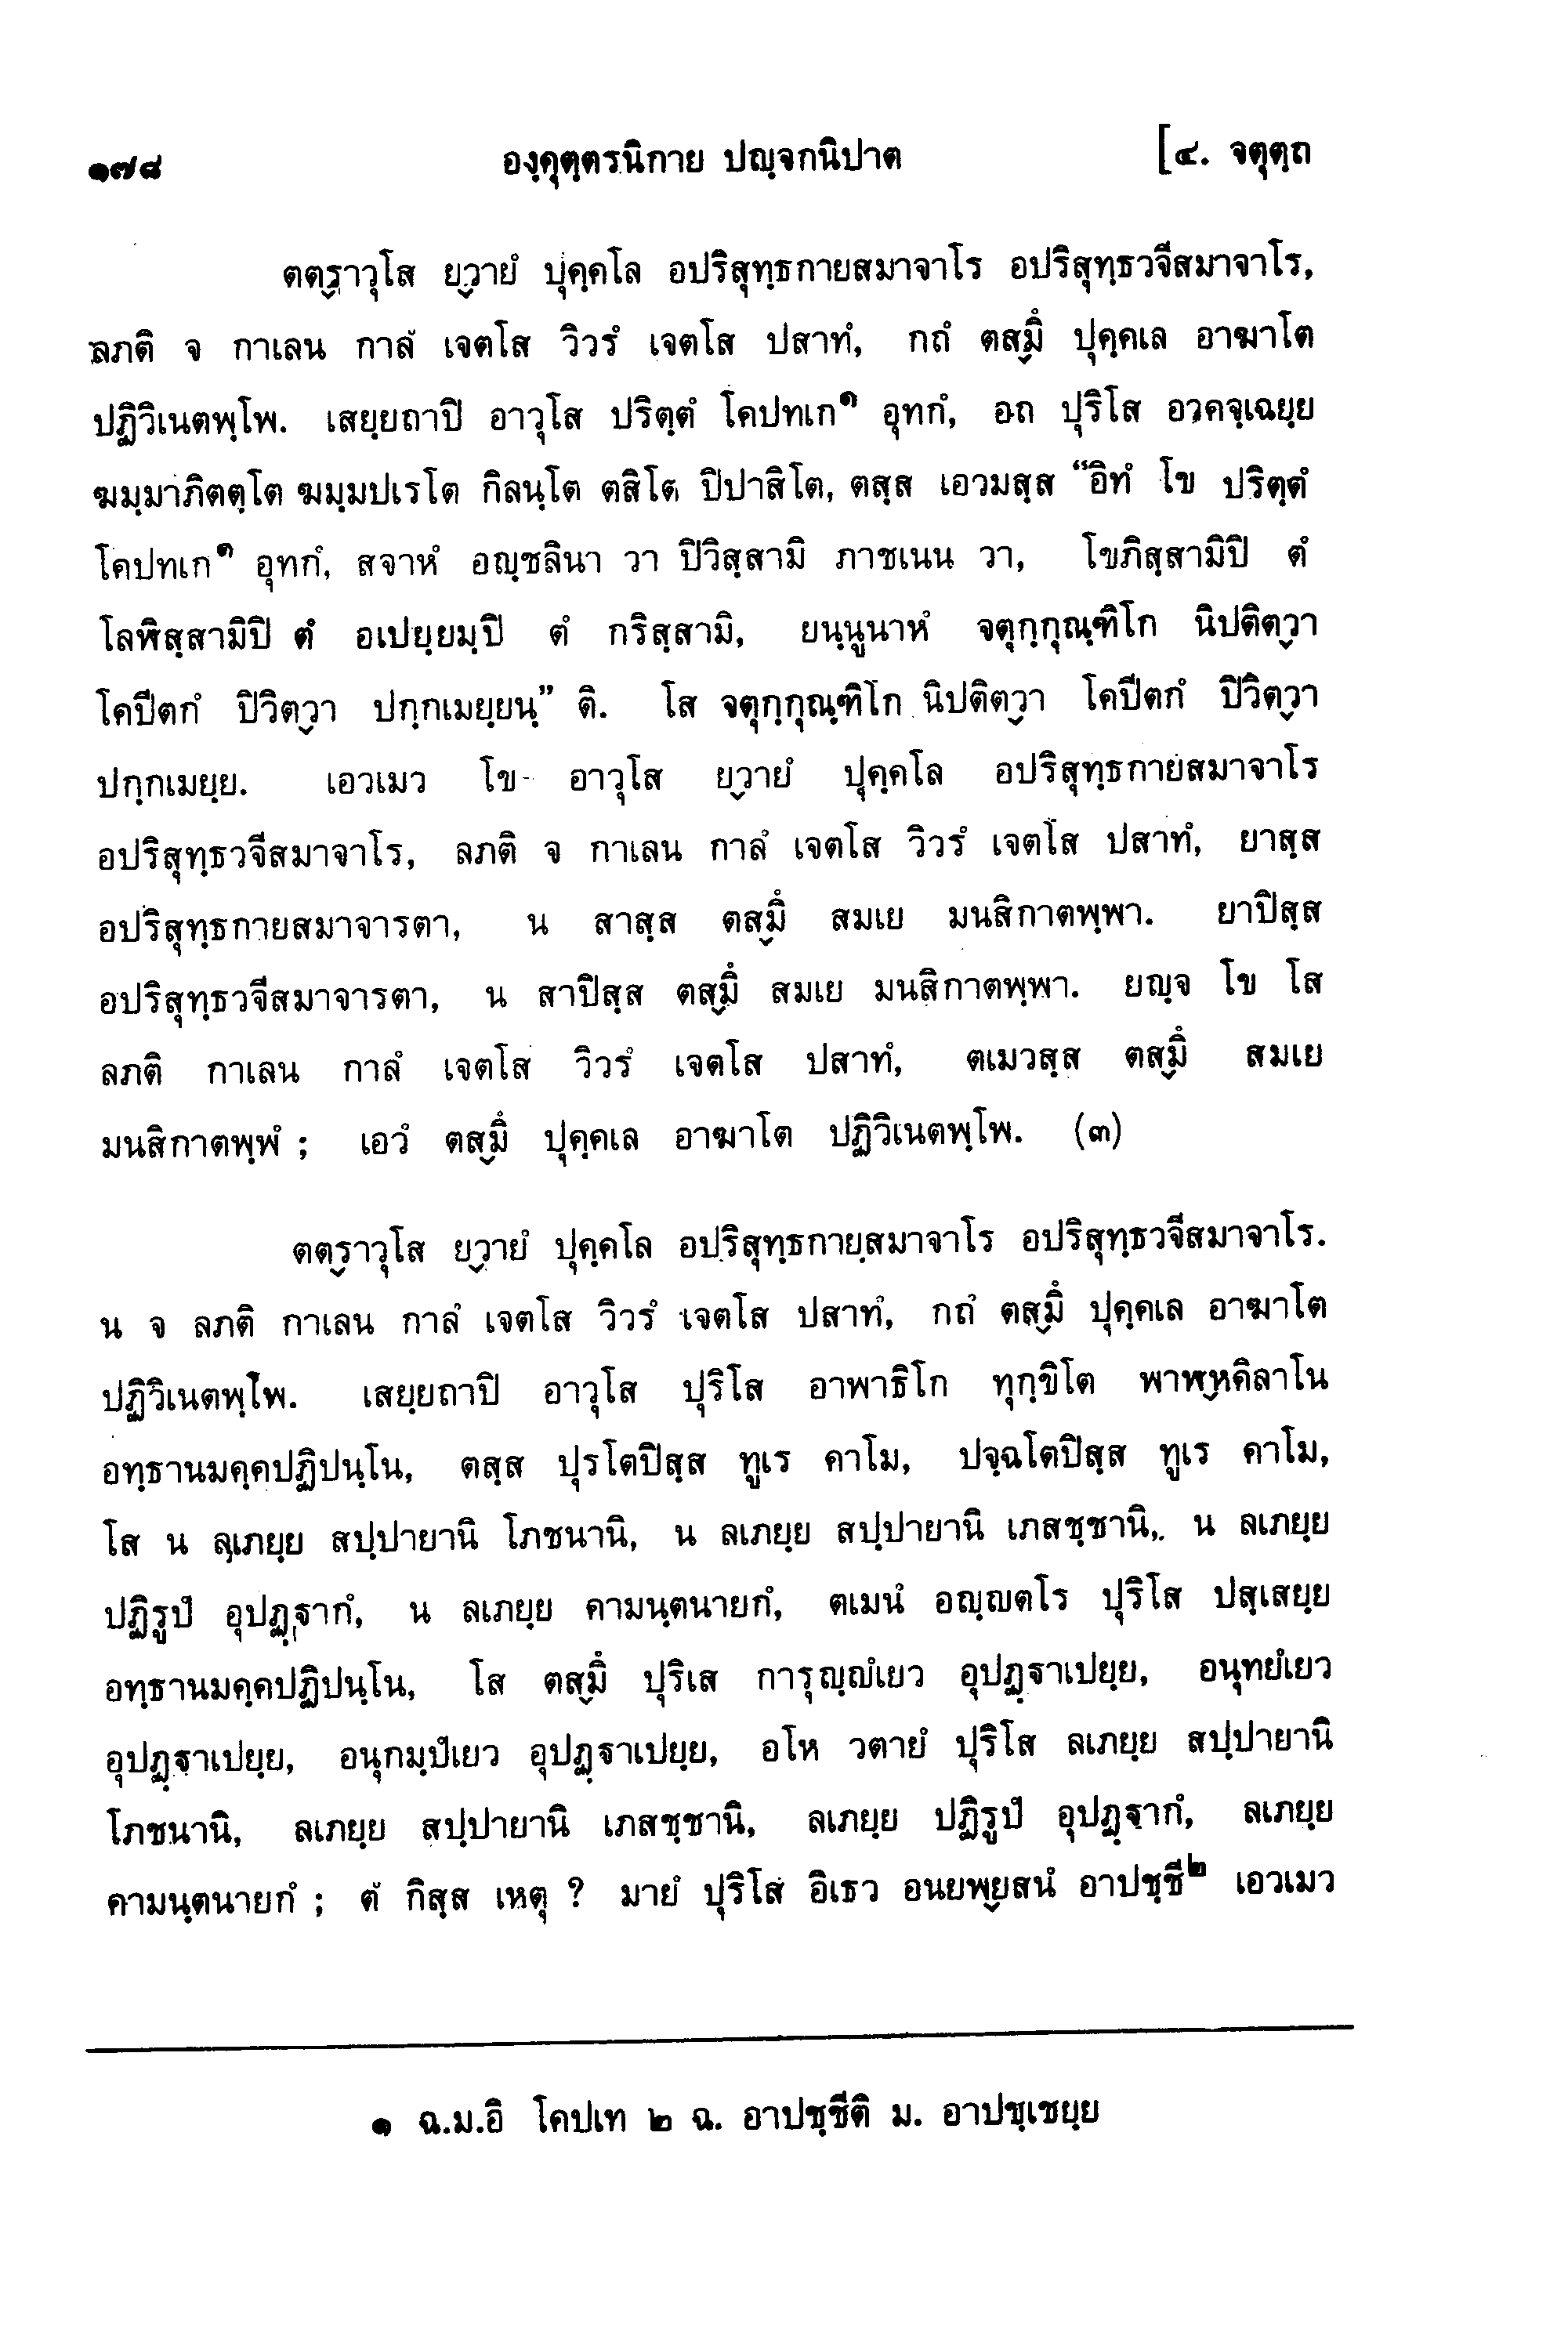 ๑๗๘ องฺคุตฺตรนิกาย ปญฺจกนิปาต [๔. จตุตฺถ
ตตฺราวุโส ยฺวายํ ปุคฺคโล อปริสุทฺธกายสมาจาโร อปริสุทฺธวจีสมาจาโร,
ลภติ จ กาเลน กาลํ เจตโส วิวรํ เจตโส ปสาทํ, กถํ ตสฺมิํ ปุคฺคเล อาฆาโต
ปฏิวิเนตพฺโพ. เสยฺยถาปิ อาวุโส ปริตฺตํ โคปทเก๑ อุทกํ, อถ ปุริโส อาคจฺเฉยฺย
ฆมฺมาภิตตฺโต ฆมฺมปเรโต กิลนฺโต ตสิโต ปิปาสิโต, ตสฺส เอวมสฺส “อิทํ โข ปริตฺตํ
โคปทเก๑ อุทกํ, สจาหํ อญฺชลินา วา ปิวิสฺสามิ ภาชเนน วา, โขภิสฺสามิปิ ตํ
โลฬิสฺสามิปิ ตํ อเปยฺยมฺปิ ตํ กริสฺสามิ, ยนฺนูนาหํ จตุกฺกุณฺฑิโก นิปติตฺวา
โคปีตกํ ปิวิตฺวา ปกฺกเมยฺยนฺ” ติ. โส จตุกฺกุณฺฑิโก นิปติตฺวา โคปีตกํ ปิวิตฺวา
ปกฺกเมยฺย. เอวเมว โข อาวุโส ยฺวายํ ปุคฺคโล อปริสุทฺธกายสมาจาโร
อปริสุทฺธวจีสมาจาโร, ลภติ จ กาเลน กาลํ เจตโส วิวรํ เจตโส ปสาทํ, ยาสฺส
อปริสุทฺธกายสมาจารตา, น สาสฺส ตสฺมิํ สมเย มนสิกาตพฺพา. ยาปิสฺส
อปริสุทฺธวจีสมาจารตา, น สาปิสฺส ตสฺมิํ สมเย มนสิกาตพฺพา. ยญฺจ โข โส
ลภติ กาเลน กาลํ เจตโส วิวรํ เจตโส ปสาทํ, ตเมวสฺส ตสฺมิํ สมเย
มนสิกาตพฺพํ ; เอวํ ตสฺมิํ ปุคฺคเล อาฆาโต ปฏิวิเนตพฺโพ. (๓)
ตตฺราวุโส ยฺวายํ ปุคฺคโล อปริสุทฺธกายสมาจาโร อปริสุทฺธวจีสมาจาโร.
น จ ลภติ กาเลน กาลํ เจตโส วิวรํ เจตโส ปสาทํ, กถํ ตสฺมิํ ปุคฺคเล อาฆาโต
ปฏิวิเนตพฺโพ. เสยฺยถาปิ อาวุโส ปุริโส อาพาธิโก ทุกฺขิโต พาฬฺหคิลาโน
อทฺธานมคฺคปฏิปนฺโน, ตสฺส ปุรโตปิสฺส ทูเร คาโม, ปจฺฉโตปิสฺส ทูเร คาโม,
โส น ลเภยฺย สปฺปายานิ โภชนานิ, น ลเภยฺย สปฺปายานิ เภสชฺชานิ, น ลเภยฺย
ปฏิรูปํ อุปฏฺฐากํ, น ลเภยฺย คามนฺตนายกํ, ตเมนํ อญฺญตโร ปุริโส ปสฺเสยฺย
อทฺธานมคฺคปฏิปนฺโน, โส ตสฺมิํ ปุริเส การุญฺญํเยว อุปฏฺฐาเปยฺย, อนุทยํเยว
อุปฏฺฐาเปยฺย, อนุกมฺปํเยว อุปฏฺฐาเปยฺย, อโห วตายํ ปุริโส ลเภยฺย สปฺปายานิ
โภชนานิ, ลเภยฺย สปฺปายานิ เภสชฺชานิ, ลเภยฺย ปฏิรูปํ อุปฏฺฐากํ, ลเภยฺย
คามนฺตนายกํ ; ตํ กิสฺส เหตุ ? มายํ ปุริโส อิเธว อนยพฺยสนํ อาปชฺชี๒ เอวเมว
๑ ฉ.ม.อิ โคปเท ๒ ฉ. อาปชฺชีติ ม. อาปชฺเชยฺย